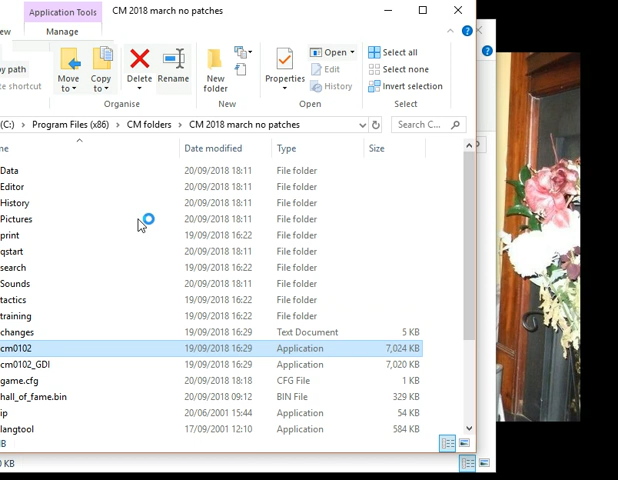 Application Tools CM 2018 march no patches
ew Manage
y path
te shortcut
Move to
Copy to
Delete
Rename
New folder
Properties
Open
Edit
History
Select all
Select none
Invert selection
Organise New Open Select
(C:) Program Files (x86) CM folders CM 2018 march no patches Search C...
me Date modified Type Size
Data 20/09/2018 18:11 File folder
Editor 20/09/2018 18:11 File folder
History 20/09/2018 18:11 File folder
Pictures 20/09/2018 18:11 File folder
print 19/09/2018 16:22 File folder
qstart 20/09/2018 18:11 File folder
search 19/09/2018 16:22 File folder
Sounds 20/09/2018 18:11 File folder
tactics 19/09/2018 16:22 File folder
training 19/09/2018 16:22 File folder
changes 19/09/2018 16:29 Text Document 5 KB
cm0102 19/09/2018 16:29 Application 7,024 KB
cm0102_GDI 19/09/2018 16:29 Application 7,020 KB
game.cfg 20/09/2018 18:18 CFG File 1 KB
hall_of_fame.bin 20/09/2018 09:12 BIN File 329 KB
ip 20/06/2001 15:44 Application 54 KB
langtool 17/09/2001 12:10 Application 584 KB
MB
0 KB